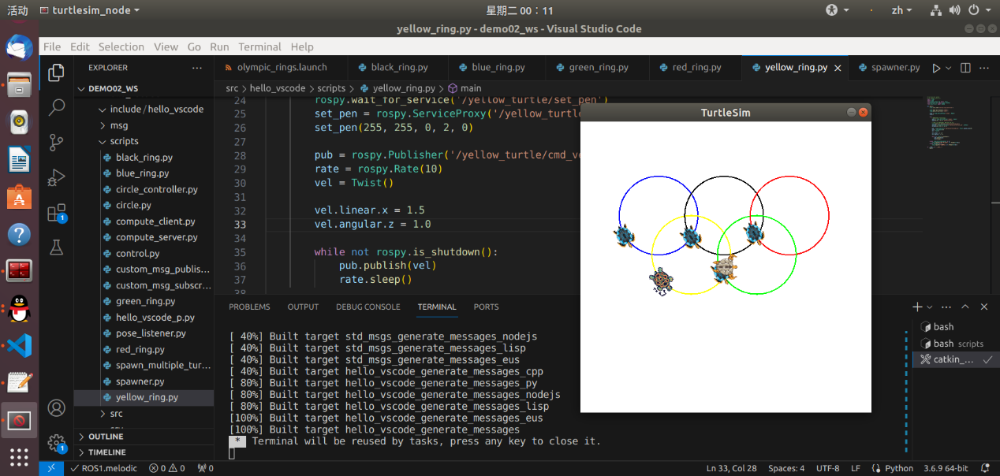 活动 turtlesim_node 星期二 00：11 zh
yellow_ring.py - demo02_ws - Visual Studio Code
File Edit Selection View Go Run Terminal Help
EXPLORER
olympic_rings.launch black_ring.py blue_ring.py green_ring.py red_ring.py yellow_ring.py spawner.py
DEMO02_WS
src > hello_vscode > scripts > yellow_ring.py > main
include / hello_vscode
msg
scripts
black_ring.py
blue_ring.py
circle_controller.py
circle.py
compute_client.py
compute_server.py
control.py
custom_msg_publis...
custom_msg_subscr...
green_ring.py
hello_vscode_p.py
pose_listener.py
red_ring.py
spawn_multiple_tur...
spawner.py
yellow_ring.py
src
OUTLINE
TIMELINE
24 rospy.wait_for_service('/yellow_turtle/set_pen')
25 set_pen = rospy.ServiceProxy('/yellow_turtle
26 set_pen(255, 255, 0, 2, 0)
27
28 pub = rospy.Publisher('/yellow_turtle/cmd_ve
29 rate = rospy.Rate(10)
30 vel = Twist()
31
32 vel.linear.x = 1.5
33 vel.angular.z = 1.0
34
35 while not rospy.is_shutdown():
36 pub.publish(vel)
37 rate.sleep()
38
TurtleSim
PROBLEMS OUTPUT DEBUG CONSOLE TERMINAL PORTS
[ 40%] Built target std_msgs_generate_messages_nodejs
[ 40%] Built target std_msgs_generate_messages_lisp
[ 40%] Built target std_msgs_generate_messages_eus
[ 40%] Built target hello_vscode_generate_messages_cpp
[ 80%] Built target hello_vscode_generate_messages_py
[ 80%] Built target hello_vscode_generate_messages_nodejs
[ 80%] Built target hello_vscode_generate_messages_lisp
[100%] Built target hello_vscode_generate_messages_eus
[100%] Built target hello_vscode_generate_messages
* Terminal will be reused by tasks, press any key to close it.
bash
bash scripts
catkin_...
1
1
ROS1.melodic 0 0 0 Ln 33, Col 28 Spaces: 4 UTF-8 LF Python 3.6.9 64-bit